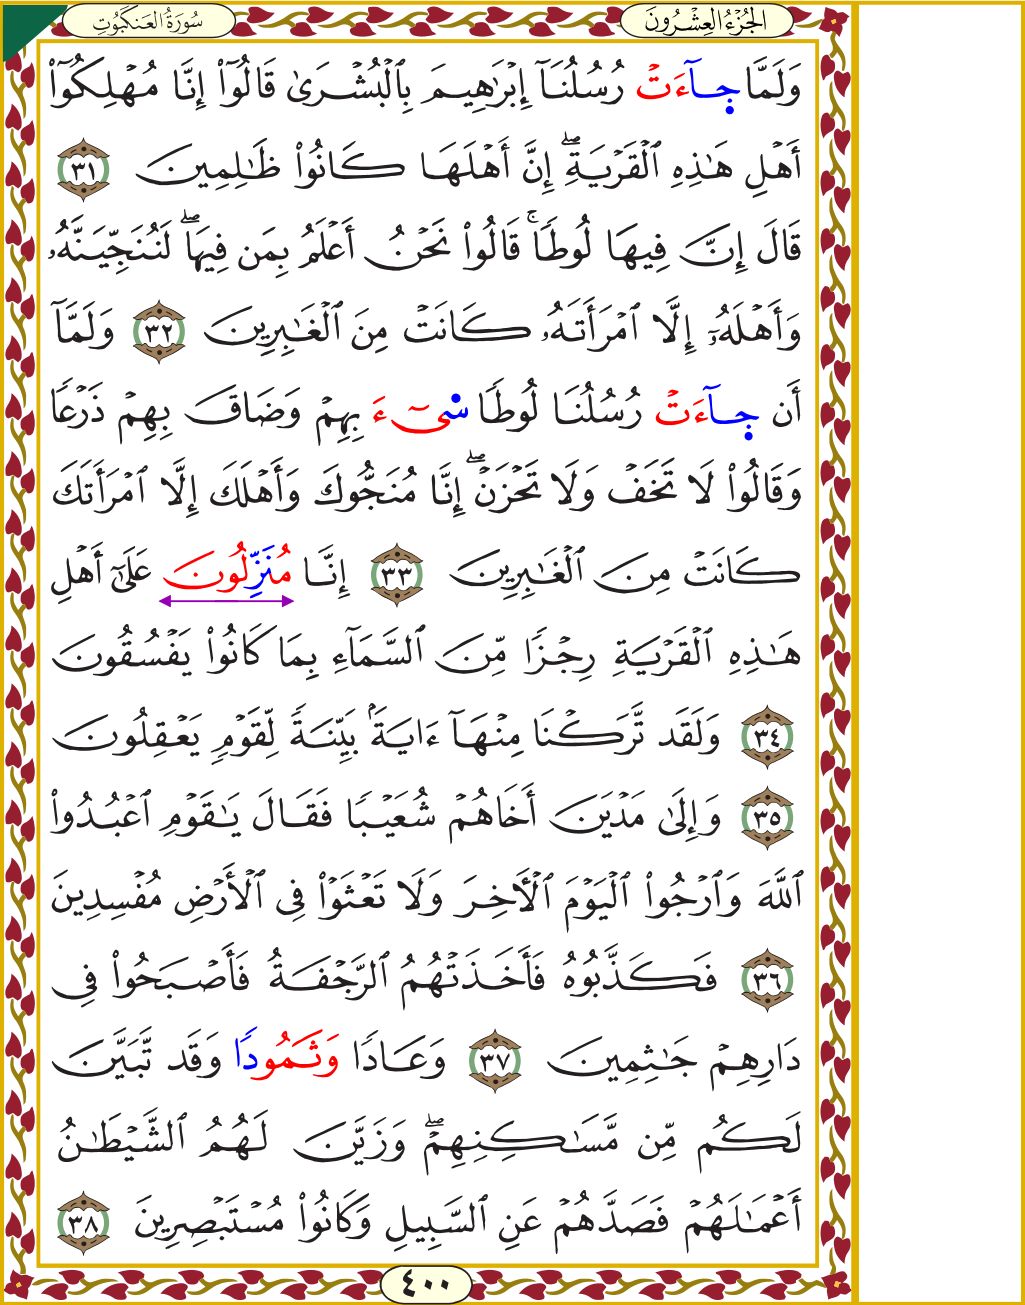 سُورَةُ العَنكَبُوتِ
الجُزْءُ العِشْرُونَ
وَلَمَّا جَآءَتْ رُسُلُنَآ إِبْرَٰهِيمَ بِٱلْبُشْرَىٰ قَالُوٓا۟ إِنَّا مُهْلِكُوٓا۟
أَهْلِ هَٰذِهِ ٱلْقَرْيَةِۖ إِنَّ أَهْلَهَا كَانُوا۟ ظَٰلِمِينَ ٣١
قَالَ إِنَّ فِيهَا لُوطًاۚ قَالُوا۟ نَحْنُ أَعْلَمُ بِمَن فِيهَاۖ لَنُنَجِّيَنَّهُۥ
وَأَهْلَهُۥٓ إِلَّا ٱمْرَأَتَهُۥ كَانَتْ مِنَ ٱلْغَٰبِرِينَ ٣٢ وَلَمَّآ
أَن جَآءَتْ رُسُلُنَا لُوطًا سِىٓءَ بِهِمْ وَضَاقَ بِهِمْ ذَرْعًا
وَقَالُوا۟ لَا تَخَفْ وَلَا تَحْزَنْۖ إِنَّا مُنَجُّوكَ وَأَهْلَكَ إِلَّا ٱمْرَأَتَكَ
كَانَتْ مِنَ ٱلْغَٰبِرِينَ ٣٣ إِنَّا مُنَزِّلُونَ عَلَىٰٓ أَهْلِ
هَٰذِهِ ٱلْقَرْيَةِ رِجْزًا مِّنَ ٱلسَّمَآءِ بِمَا كَانُوا۟ يَفْسُقُونَ
٣٤ وَلَقَد تَّرَكْنَا مِنْهَآ ءَايَةًۢ بَيِّنَةً لِّقَوْمٍ يَعْقِلُونَ
٣٥ وَإِلَىٰ مَدْيَنَ أَخَاهُمْ شُعَيْبًا فَقَالَ يَٰقَوْمِ ٱعْبُدُوا۟
ٱللَّهَ وَٱرْجُوا۟ ٱلْيَوْمَ ٱلْءَاخِرَ وَلَا تَعْثَوْا۟ فِى ٱلْأَرْضِ مُفْسِدِينَ
٣٦ فَكَذَّبُوهُ فَأَخَذَتْهُمُ ٱلرَّجْفَةُ فَأَصْبَحُوا۟ فِى
دَارِهِمْ جَٰثِمِينَ ٣٧ وَعَادًا وَثَمُودًا وَقَد تَّبَيَّنَ
لَكُم مِّن مَّسَٰكِنِهِمْۖ وَزَيَّنَ لَهُمُ ٱلشَّيْطَٰنُ
أَعْمَٰلَهُمْ فَصَدَّهُمْ عَنِ ٱلسَّبِيلِ وَكَانُوا۟ مُسْتَبْصِرِينَ ٣٨
٤٠٠